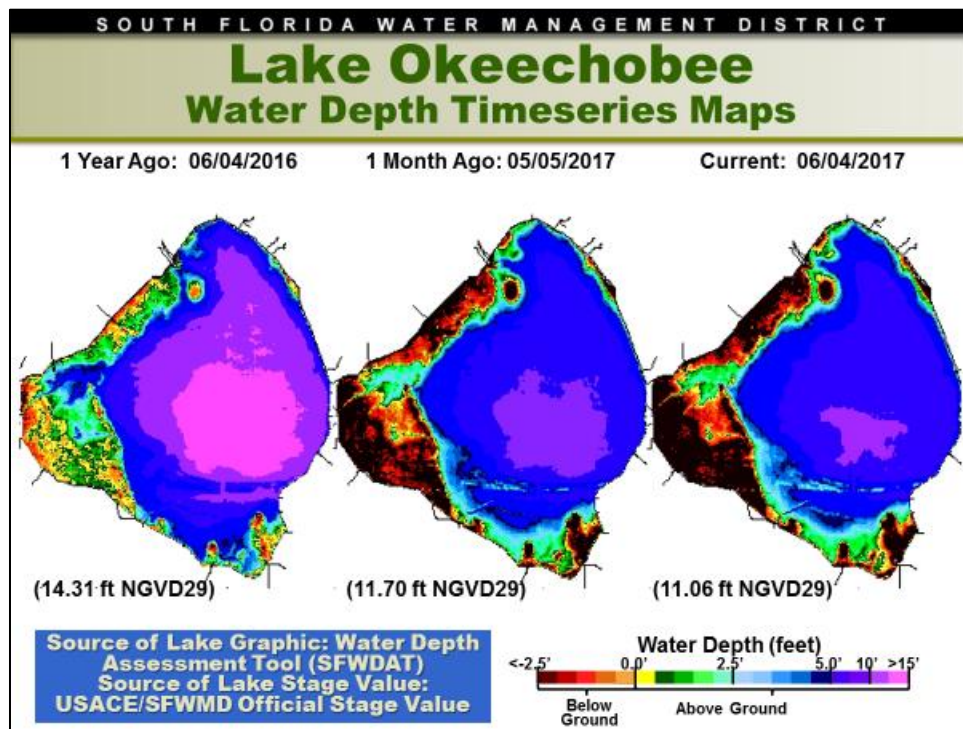 SOUTH FLORIDA WATER MANAGEMENT DISTRICT
Lake Okeechobee
Water Depth Timeseries Maps
1 Year Ago: 06/04/2016 1 Month Ago: 05/05/2017 Current: 06/04/2017
(14.31 ft NGVD29) (11.70 ft NGVD29) (11.06 ft NGVD29)
Source of Lake Graphic: Water Depth
Assessment Tool (SFWDAT)
Source of Lake Stage Value:
USACE/SFWMD Official Stage Value
Water Depth (feet)
<-2.5' 0.0' 2.5' 5.0' 10' >15'
Below
Ground
Above Ground